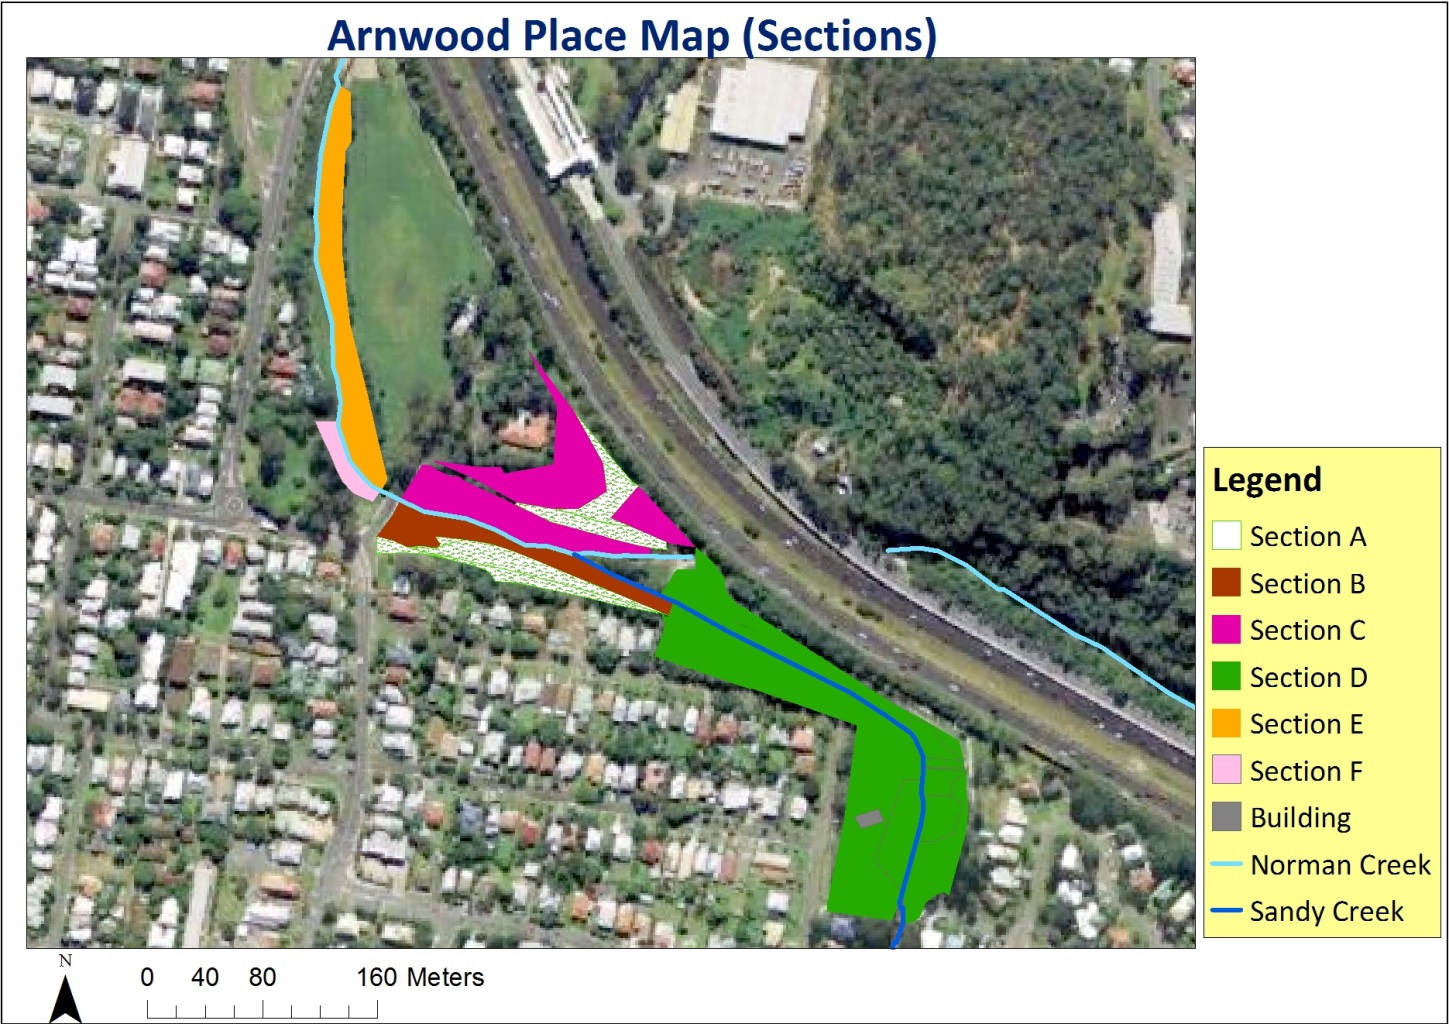 Arnwood Place Map (Sections)
Legend
Section A
Section B
Section C
Section D
Section E
Section F
Building
Norman Creek
Sandy Creek
N
0 40 80 160 Meters